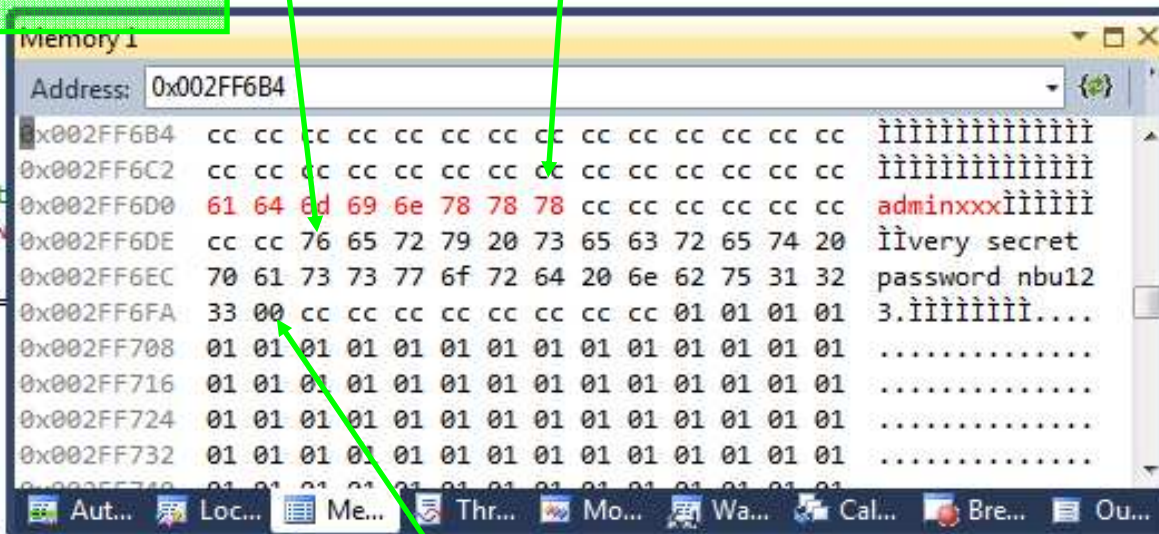 Memory 1
Address: 0x002FF6B4
0x002FF6B4 cc cc cc cc cc cc cc cc cc cc cc cc cc cc ÌÌÌÌÌÌÌÌÌÌÌÌÌÌ
0x002FF6C2 cc cc cc cc cc cc cc cc cc cc cc cc cc cc ÌÌÌÌÌÌÌÌÌÌÌÌÌÌ
0x002FF6D0 61 64 6d 69 6e 78 78 78 cc cc cc cc cc cc adminxxxÌÌÌÌÌÌ
0x002FF6DE cc cc 76 65 72 79 20 73 65 63 72 65 74 20 ÌÌvery secret
0x002FF6EC 70 61 73 73 77 6f 72 64 20 6e 62 75 31 32 password nbu12
0x002FF6FA 33 00 cc cc cc cc cc cc cc cc 01 01 01 01 3.ÌÌÌÌÌÌÌÌ....
0x002FF708 01 01 01 01 01 01 01 01 01 01 01 01 01 01 ..............
0x002FF716 01 01 01 01 01 01 01 01 01 01 01 01 01 01 ..............
0x002FF724 01 01 01 01 01 01 01 01 01 01 01 01 01 01 ..............
0x002FF732 01 01 01 01 01 01 01 01 01 01 01 01 01 01 ..............
Aut... Loc... Me... Thr... Mo... Wa... Cal... Bre... Ou...